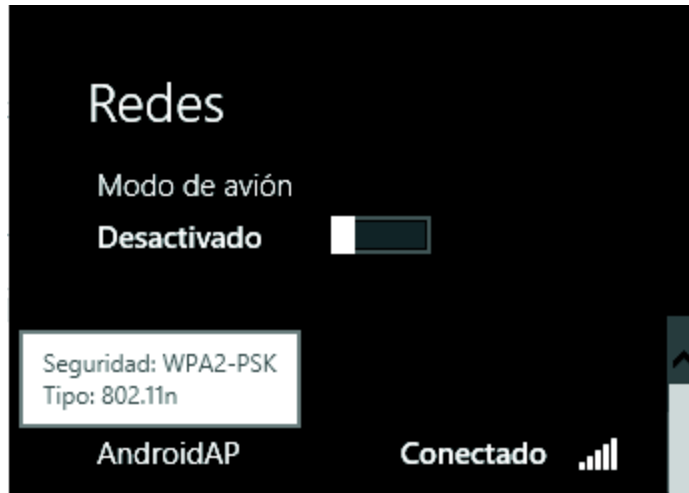 Redes
Modo de avión
Desactivado
Seguridad: WPA2-PSK
Tipo: 802.11n
AndroidAP Conectado